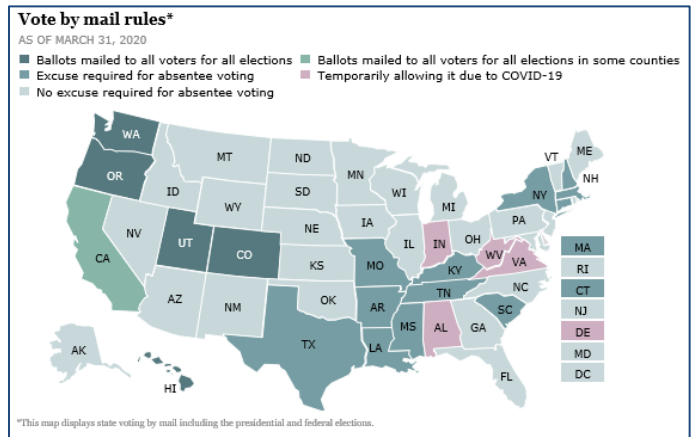 Vote by mail rules*
AS OF MARCH 31, 2020
Ballots mailed to all voters for all elections
Ballots mailed to all voters for all elections in some counties
Excuse required for absentee voting
Temporarily allowing it due to COVID-19
No excuse required for absentee voting
WA
MT
ND
MN
VT
ME
NH
OR
ID
SD
WI
MI
NY
WY
IA
PA
NV
NE
IL
IN
OH
UT
CO
CA
KS
MO
KY
WV
VA
MA
RI
AZ
NM
OK
AR
TN
NC
CT
SC
NJ
TX
LA
MS
AL
GA
DE
MD
DC
AK
FL
HI
*This map displays state voting by mail including the presidential and federal elections.